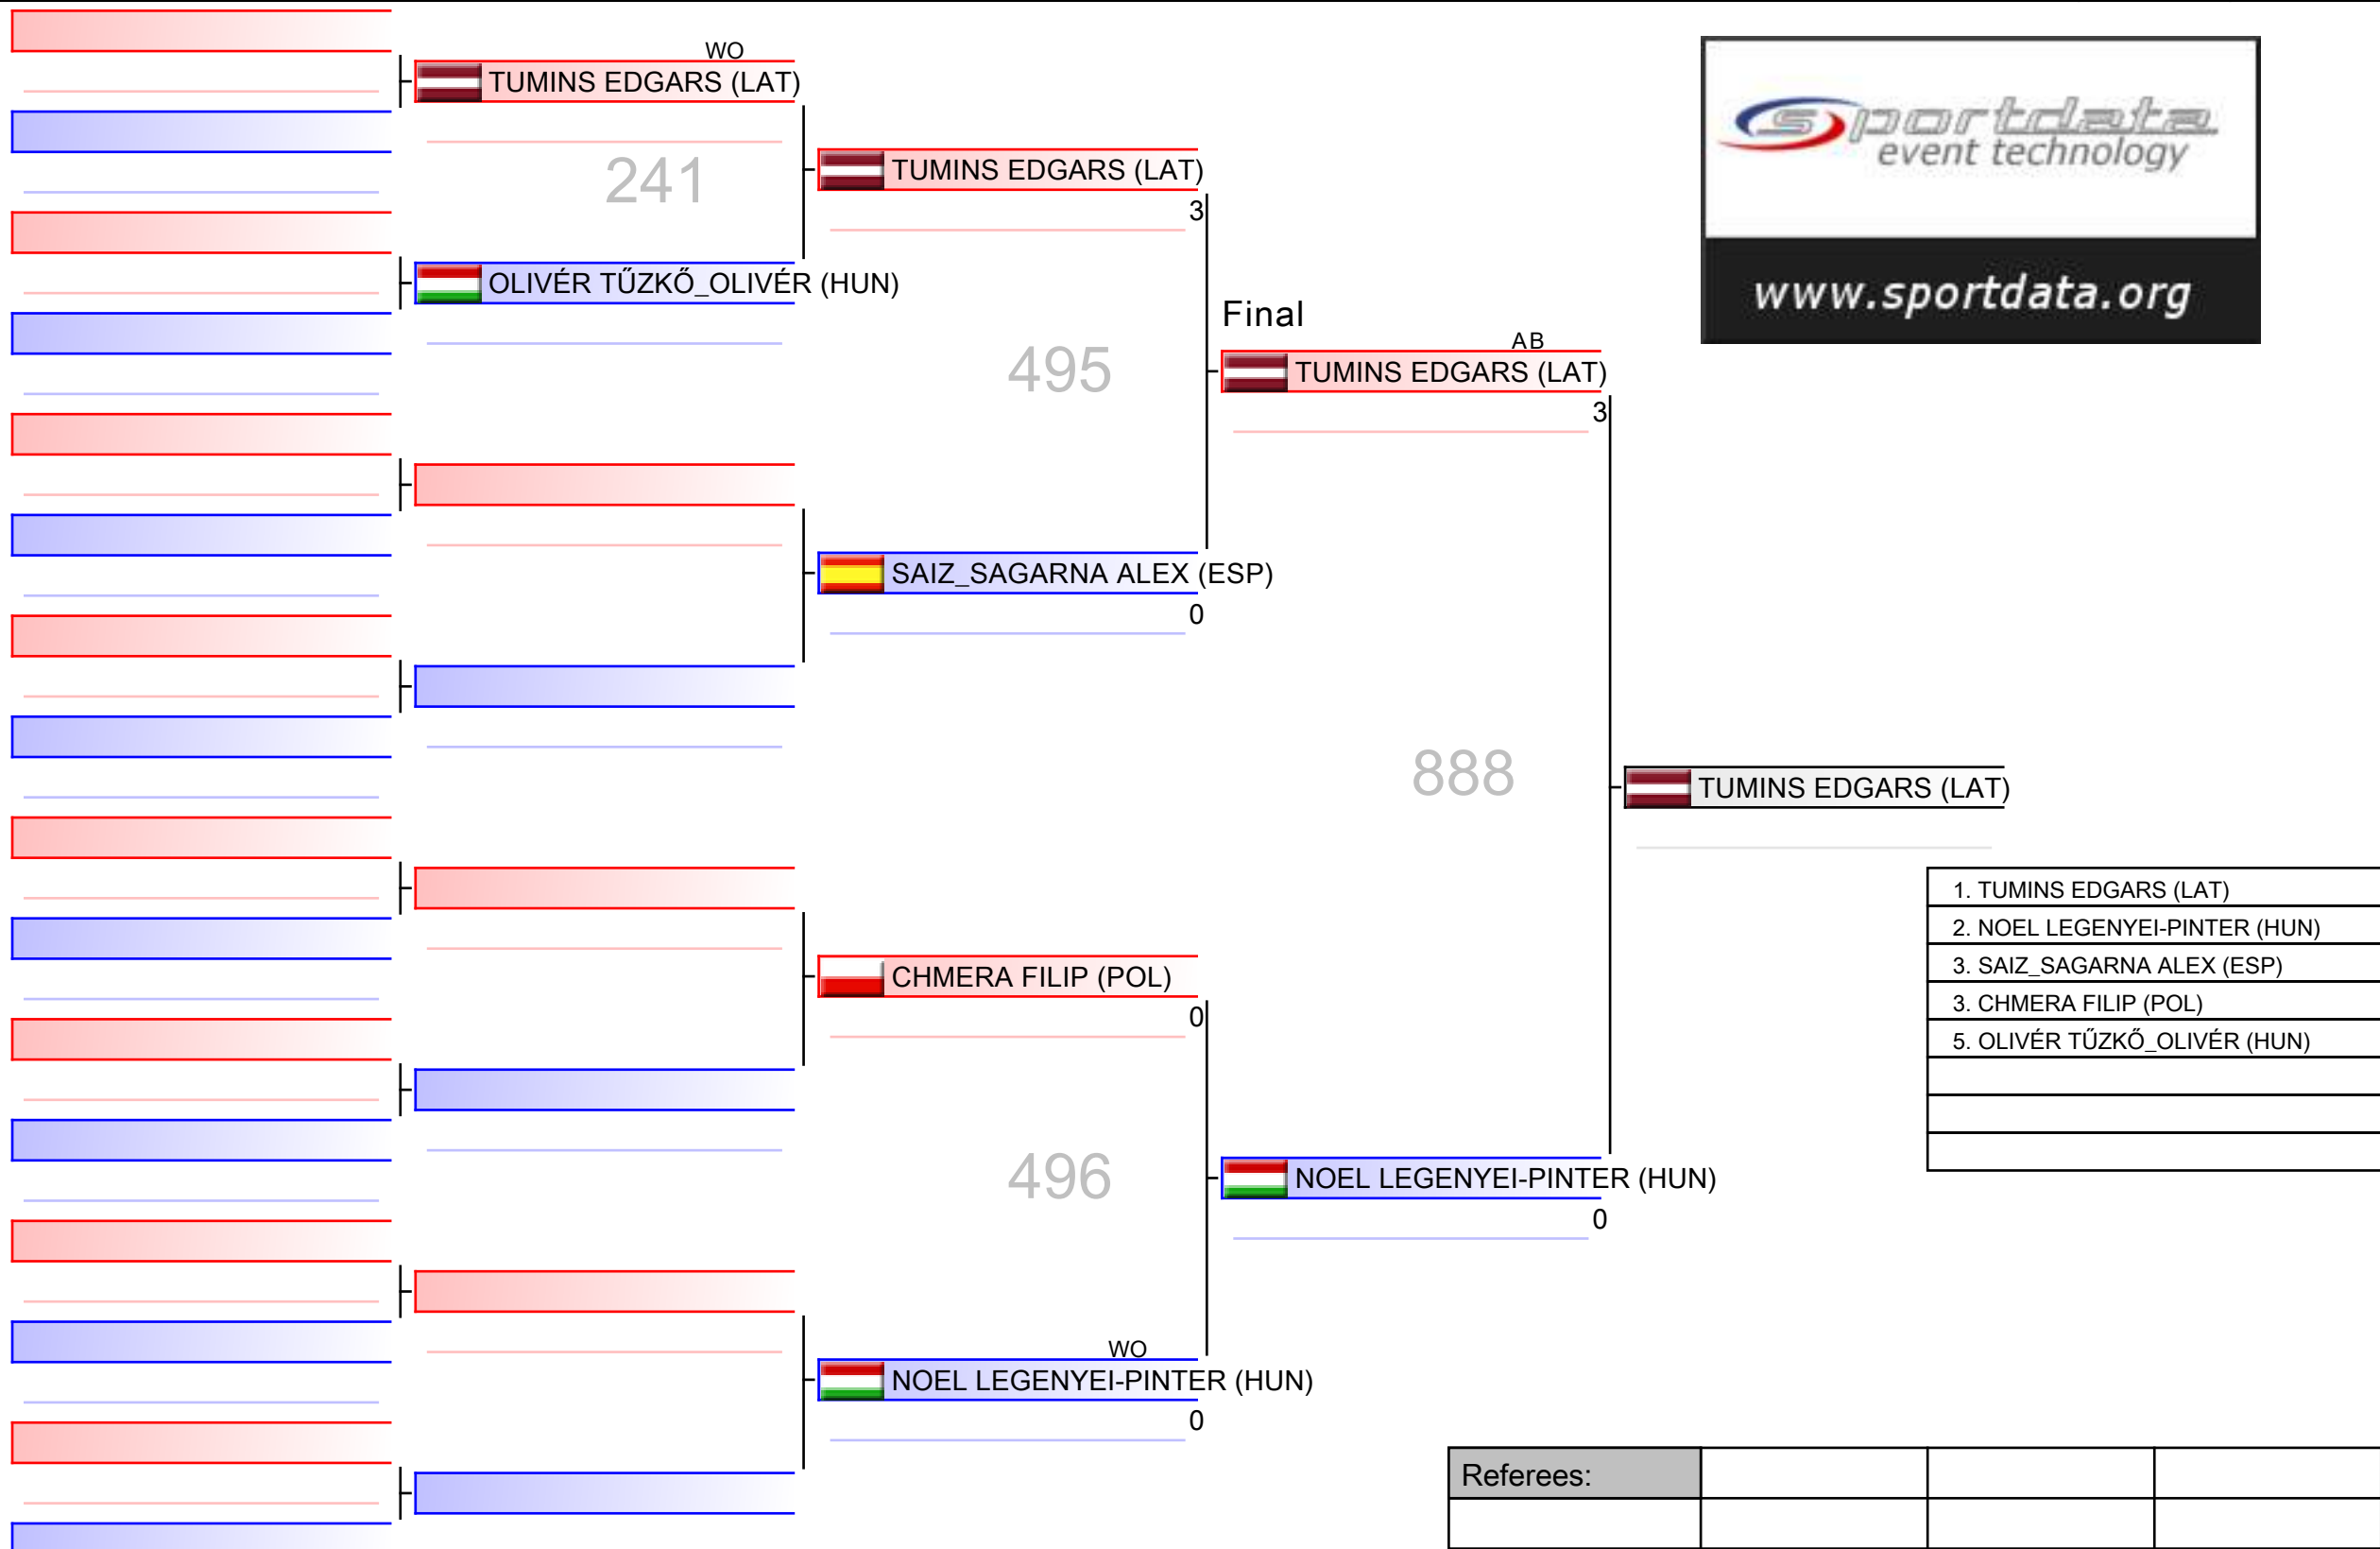 WO
TUMINS EDGARS (LAT)
241
OLIVÉR TŰZKŐ_OLIVÉR (HUN)
TUMINS EDGARS (LAT)
3
495
SAIZ_SAGARNA ALEX (ESP)
0
CHMERA FILIP (POL)
0
496
WO
NOEL LEGENYEI-PINTER (HUN)
0
Final
AB
TUMINS EDGARS (LAT)
3
888
NOEL LEGENYEI-PINTER (HUN)
0
TUMINS EDGARS (LAT)
sportdata
event technology
www.sportdata.org
1. TUMINS EDGARS (LAT)
2. NOEL LEGENYEI-PINTER (HUN)
3. SAIZ_SAGARNA ALEX (ESP)
3. CHMERA FILIP (POL)
5. OLIVÉR TŰZKŐ_OLIVÉR (HUN)
Referees: